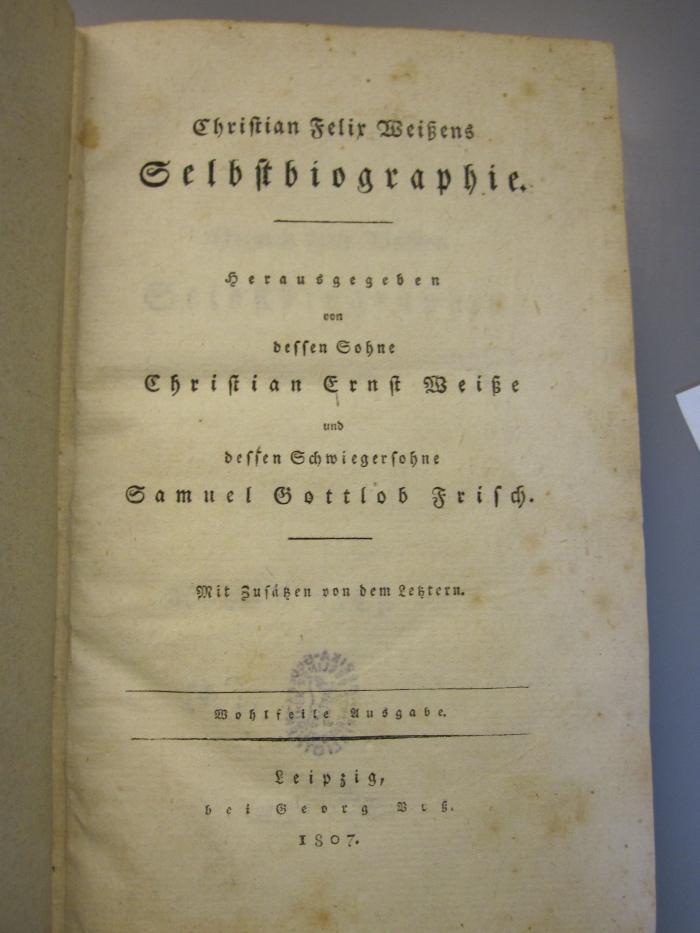 Christian Felix Weißens
Selbstbiographie.
Herausgegeben
von
dessen Sohne
Christian Ernst Weiße
und
dessen Schwiegersohne
Samuel Gottlob Frisch.
Mit Zusätzen von dem Letztern.
Wohlfeile Ausgabe.
Leipzig,
bei Georg Voß.
1807.